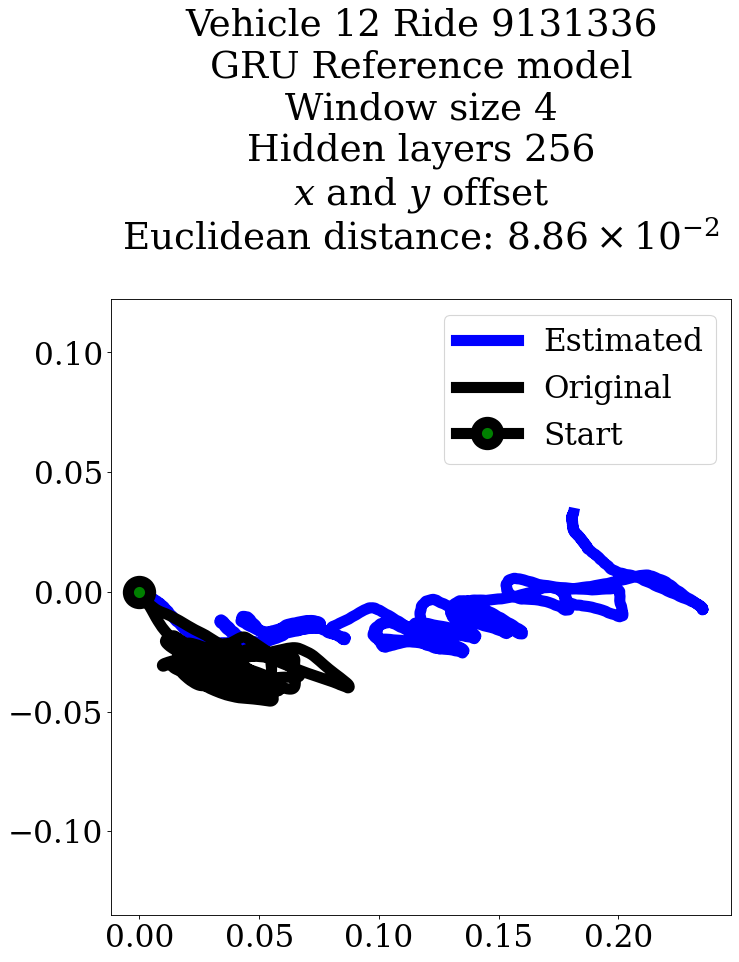 Vehicle 12 Ride 9131336
GRU Reference model
Window size 4
Hidden layers 256
x and y offset
Euclidean distance: 8.86 × 10⁻²
Estimated
Original
Start
0.10
0.05
0.00
−0.05
−0.10
0.00 0.05 0.10 0.15 0.20